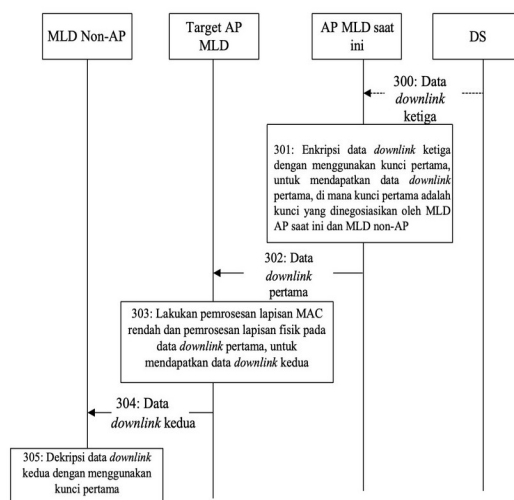 MLD Non-AP
Target AP
MLD
AP MLD saat
ini
DS
300: Data
downlink
ketiga
301: Enkripsi data downlink ketiga
dengan menggunakan kunci pertama,
untuk mendapatkan data downlink
pertama, di mana kunci pertama adalah
kunci yang dinegosiasikan oleh MLD
AP saat ini dan MLD non-AP
302: Data
downlink
pertama
303: Lakukan pemrosesan lapisan MAC
rendah dan pemrosesan lapisan fisik pada
data downlink pertama, untuk
mendapatkan data downlink kedua
304: Data
downlink kedua
305: Dekripsi data downlink
kedua dengan menggunakan
kunci pertama